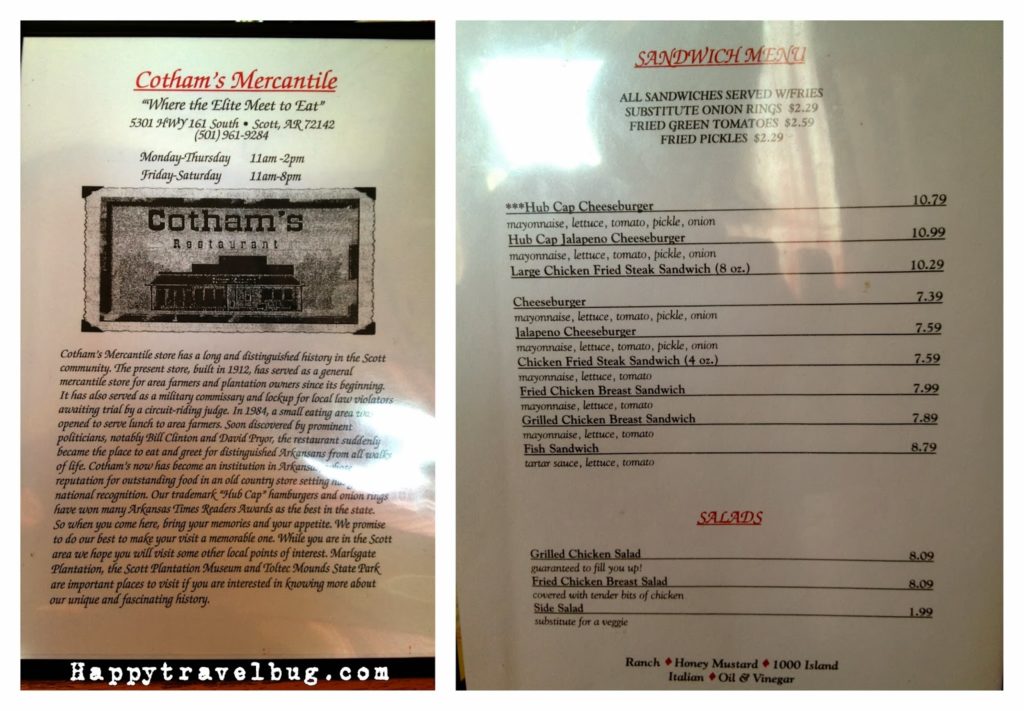 Cotham's Mercantile
"Where the Elite Meet to Eat"
5301 HWY 161 South • Scott, AR 72142
(501) 961-9284
Monday-Thursday 11am -2pm
Friday-Saturday 11am-8pm
Cotham's
Restaurant
Cotham's Mercantile store has a long and distinguished history in the Scott
community. The present store, built in 1912, has served as a general
mercantile store for area farmers and plantation owners since its beginning.
It has also served as a military commissary and lockup for local law violators
awaiting trial by a circuit-riding judge. In 1984, a small eating area was
opened to serve lunch to area farmers. Soon discovered by prominent
politicians, notably Bill Clinton and David Pryor, the restaurant suddenly
became the place to eat and greet for distinguished Arkansans from all walks
of life. Cotham's now has become an institution in Arkansas whose
reputation for outstanding food in an old country store setting
national recognition. Our trademark "Hub Cap" hamburgers and onion rings
have won many Arkansas Times Readers Awards as the best in the state.
So when you come here, bring your memories and your appetite. We promise
to do our best to make your visit a memorable one. While you are in the Scott
area we hope you will visit some other local points of interest. Marlsgate
Plantation, the Scott Plantation Museum and Toltec Mounds State Park
are important places to visit if you are interested in knowing more about
our unique and fascinating history.
Happytravelbug.com
SANDWICH MENU
ALL SANDWICHES SERVED W/FRIES
SUBSTITUTE ONION RINGS $2.29
FRIED GREEN TOMATOES $2.59
FRIED PICKLES $2.29
***Hub Cap Cheeseburger 10.79
mayonnaise, lettuce, tomato, pickle, onion
Hub Cap Jalapeno Cheeseburger 10.99
mayonnaise, lettuce, tomato, pickle, onion
Large Chicken Fried Steak Sandwich (8 oz.) 10.29
Cheeseburger 7.39
mayonnaise, lettuce, tomato, pickle, onion
Jalapeno Cheeseburger 7.59
mayonnaise, lettuce, tomato, pickle, onion
Chicken Fried Steak Sandwich (4 oz.) 7.59
mayonnaise, lettuce, tomato
Fried Chicken Breast Sandwich 7.99
mayonnaise, lettuce, tomato
Grilled Chicken Breast Sandwich 7.89
mayonnaise, lettuce, tomato
Fish Sandwich 8.79
tartar sauce, lettuce, tomato
SALADS
Grilled Chicken Salad 8.09
guaranteed to fill you up!
Fried Chicken Breast Salad 8.09
covered with tender bits of chicken
Side Salad 1.99
substitute for a veggie
Ranch ♦ Honey Mustard ♦ 1000 Island
Italian ♦ Oil & Vinegar